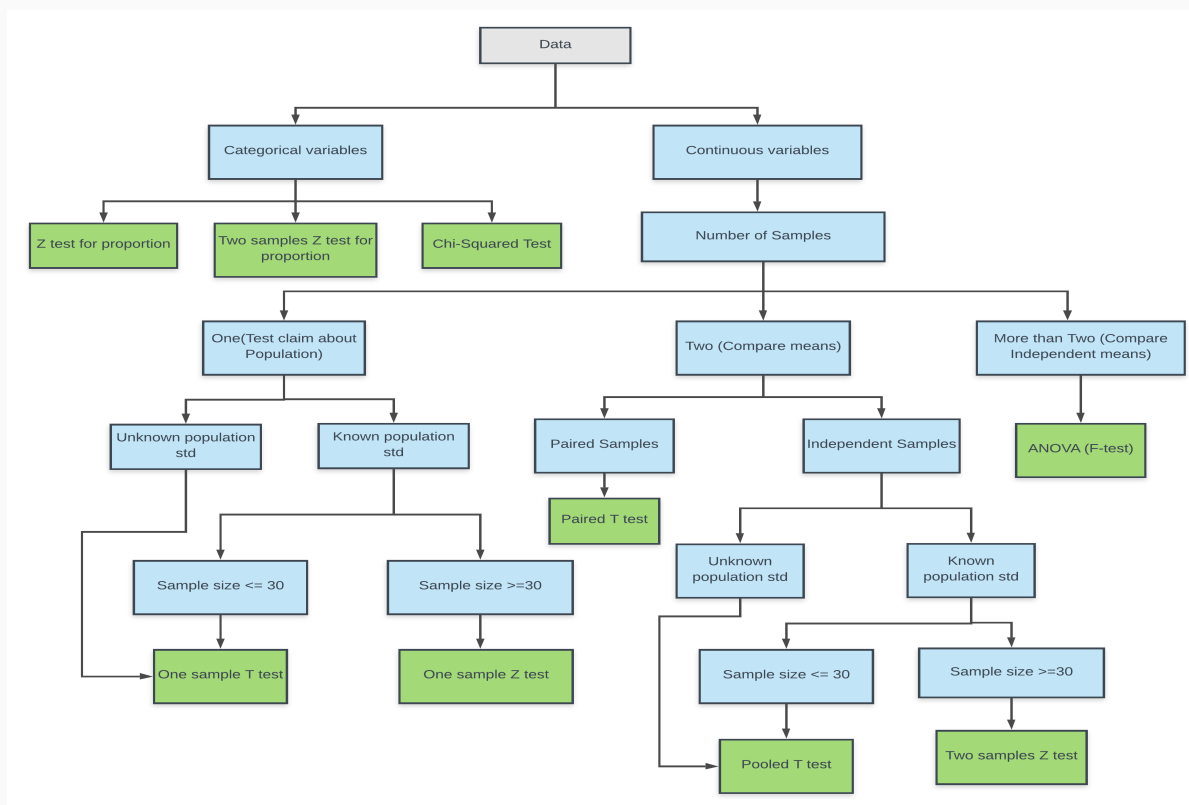 Data
Categorical variables
Continuous variables
Z test for proportion
Two samples Z test for
proportion
Chi-Squared Test
Number of Samples
One(Test claim about
Population)
Two (Compare means)
More than Two (Compare
Independent means)
Unknown population
std
Known population
std
Paired Samples
Independent Samples
ANOVA (F-test)
Paired T test
Sample size <= 30
Sample size >=30
Unknown
population std
Known
population std
One sample T test
One sample Z test
Sample size <= 30
Sample size >=30
Pooled T test
Two samples Z test